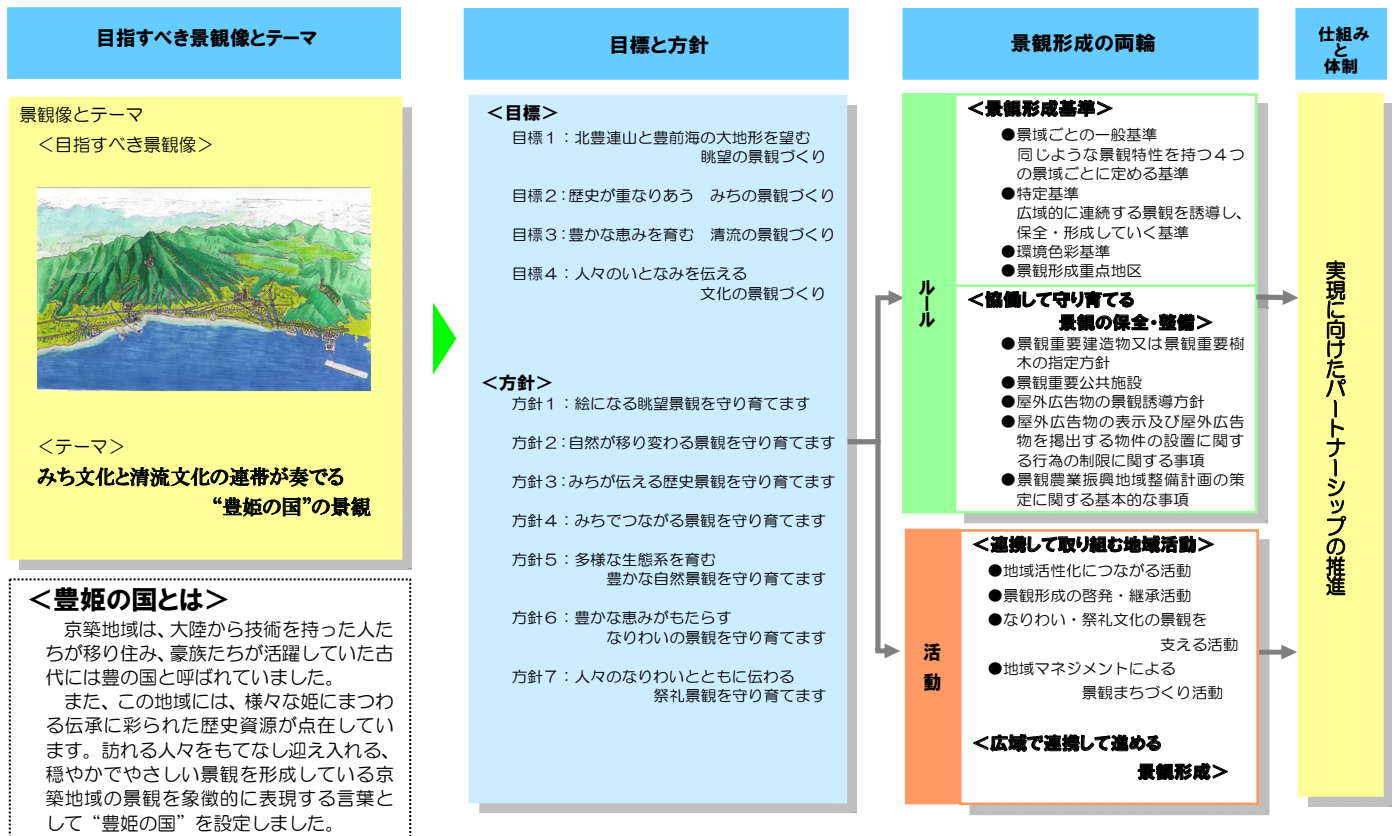 目指すべき景観像とテーマ
景観像とテーマ
＜目指すべき景観像＞
＜テーマ＞
みち文化と清流文化の連帯が奏でる
“豊姫の国”の景観
＜豊姫の国とは＞
京築地域は、大陸から技術を持った人た
ちが移り住み、豪族たちが活躍していた古
代には豊の国と呼ばれていました。
また、この地域には、様々な姫にまつわ
る伝承に彩られた歴史資源が点在してい
ます。訪れる人々をもてなし迎え入れる、
穏やかでやさしい景観を形成している京
築地域の景観を象徴的に表現する言葉と
して“豊姫の国”を設定しました。
目標と方針
＜目標＞
目標１：北豊連山と豊前海の大地形を望む
眺望の景観づくり
目標２：歴史が重なりあう　みちの景観づくり
目標３：豊かな恵みを育む　清流の景観づくり
目標４：人々のいとなみを伝える
文化の景観づくり
＜方針＞
方針１：絵になる眺望景観を守り育てます
方針２：自然が移り変わる景観を守り育てます
方針３：みちが伝える歴史景観を守り育てます
方針４：みちでつながる景観を守り育てます
方針５：多様な生態系を育む
豊かな自然景観を守り育てます
方針６：豊かな恵みがもたらす
なりわいの景観を守り育てます
方針７：人々のなりわいとともに伝わる
祭礼景観を守り育てます
景観形成の両輪
ルール
＜景観形成基準＞
●景域ごとの一般基準
同じような景観特性を持つ４つ
の景域ごとに定める基準
●特定基準
広域的に連続する景観を誘導し、
保全・形成していく基準
●環境色彩基準
●景観形成重点地区
＜協働して守り育てる
景観の保全・整備＞
●景観重要建造物又は景観重要樹
木の指定方針
●景観重要公共施設
●屋外広告物の景観誘導方針
●屋外広告物の表示及び屋外広告
物を掲出する物件の設置に関す
る行為の制限に関する事項
●景観農業振興地域整備計画の策
定に関する基本的な事項
活動
＜連携して取り組む地域活動＞
●地域活性化につながる活動
●景観形成の啓発・継承活動
●なりわい・祭礼文化の景観を
支える活動
●地域マネジメントによる
景観まちづくり活動
＜広域で連携して進める
景観形成＞
仕組み
と
体制
実現に向けたパートナーシップの推進